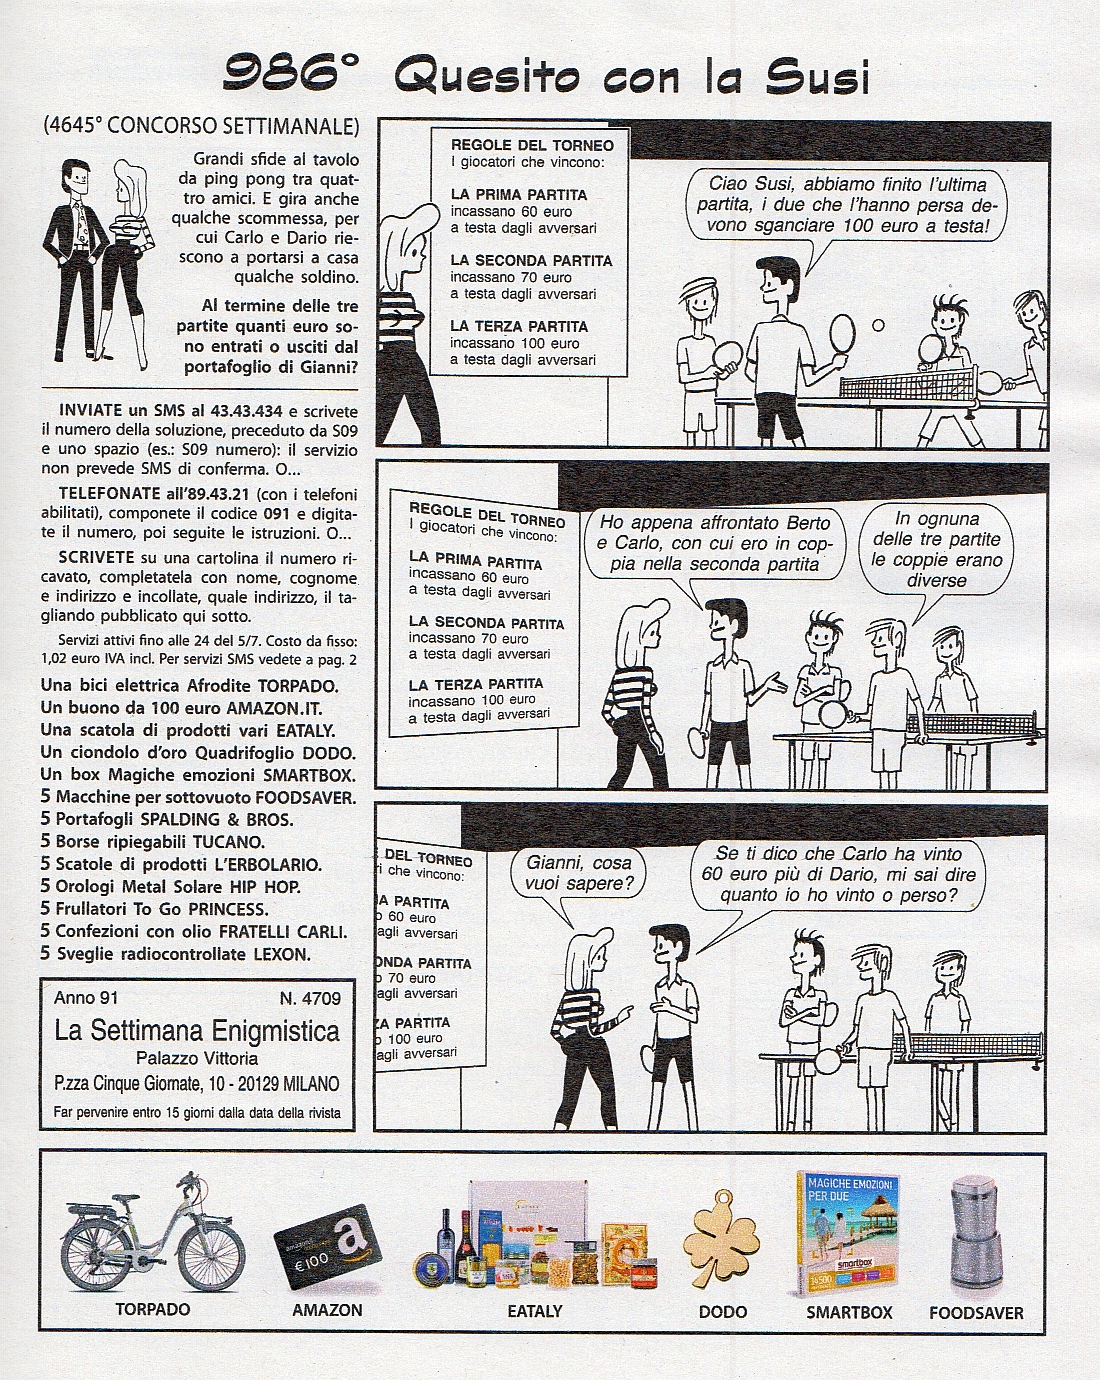 986° Quesito con la Susi
(4645° CONCORSO SETTIMANALE)
Grandi sfide al tavolo
da ping pong tra quat-
tro amici. E gira anche
qualche scommessa, per
cui Carlo e Dario rie-
scono a portarsi a casa
qualche soldino.
Al termine delle tre
partite quanti euro so-
no entrati o usciti dal
portafoglio di Gianni?
INVIATE un SMS al 43.43.434 e scrivete
il numero della soluzione, preceduto da S09
e uno spazio (es.: S09 numero): il servizio
non prevede SMS di conferma. O...
TELEFONATE all'89.43.21 (con i telefoni
abilitati), componete il codice 091 e digita-
te il numero, poi seguite le istruzioni. O...
SCRIVETE su una cartolina il numero ri-
cavato, completatela con nome, cognome
e indirizzo e incollate, quale indirizzo, il ta-
gliando pubblicato qui sotto.
Servizi attivi fino alle 24 del 5/7. Costo da fisso:
1,02 euro IVA incl. Per servizi SMS vedete a pag. 2
Una bici elettrica Afrodite TORPADO.
Un buono da 100 euro AMAZON.IT.
Una scatola di prodotti vari EATALY.
Un ciondolo d'oro Quadrifoglio DODO.
Un box Magiche emozioni SMARTBOX.
5 Macchine per sottovuoto FOODSAVER.
5 Portafogli SPALDING & BROS.
5 Borse ripiegabili TUCANO.
5 Scatole di prodotti L'ERBOLARIO.
5 Orologi Metal Solare HIP HOP.
5 Frullatori To Go PRINCESS.
5 Confezioni con olio FRATELLI CARLI.
5 Sveglie radiocontrollate LEXON.
Anno 91 N. 4709
La Settimana Enigmistica
Palazzo Vittoria
P.zza Cinque Giornate, 10 - 20129 MILANO
Far pervenire entro 15 giorni dalla data della rivista
REGOLE DEL TORNEO
I giocatori che vincono:
LA PRIMA PARTITA
incassano 60 euro
a testa dagli avversari
LA SECONDA PARTITA
incassano 70 euro
a testa dagli avversari
LA TERZA PARTITA
incassano 100 euro
a testa dagli avversari
Ciao Susi, abbiamo finito l'ultima
partita, i due che l'hanno persa de-
vono sganciare 100 euro a testa!
REGOLE DEL TORNEO
I giocatori che vincono:
LA PRIMA PARTITA
incassano 60 euro
a testa dagli avversari
LA SECONDA PARTITA
incassano 70 euro
a testa dagli avversari
LA TERZA PARTITA
incassano 100 euro
a testa dagli avversari
Ho appena affrontato Berto
e Carlo, con cui ero in cop-
pia nella seconda partita
In ognuna
delle tre partite
le coppie erano
diverse
DEL TORNEO
ri che vincono:
A PARTITA
o 60 euro
agli avversari
ONDA PARTITA
o 70 euro
agli avversari
ZA PARTITA
o 100 euro
agli avversari
Gianni, cosa
vuoi sapere?
Se ti dico che Carlo ha vinto
60 euro più di Dario, mi sai dire
quanto io ho vinto o perso?
a
€100
MAGICHE EMOZIONI
PER DUE
smartbox
TORPADO
AMAZON
EATALY
DODO
SMARTBOX
FOODSAVER